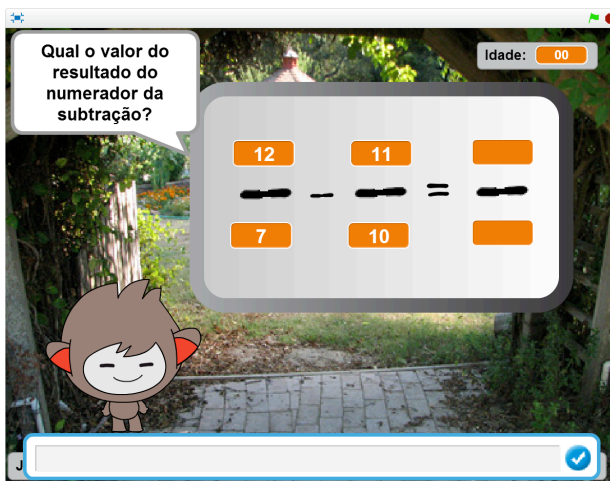 Qual o valor do
resultado do
numerador da
subtração?
Idade: 00
12 - 11 =
7 10
J